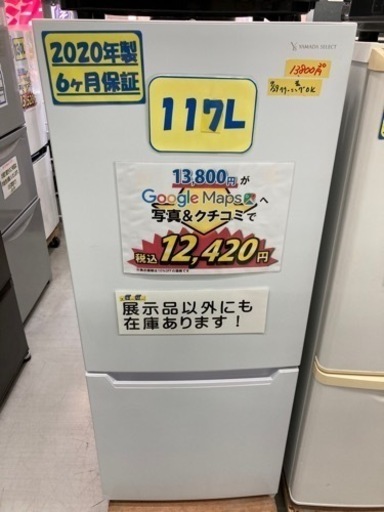 2020年製
6ヶ月保証
YAMADA SELECT
13800円
117L
13,800円が
Google Mapsへ
写真&クチコミで
税込12,420円
展示品以外にも
在庫あります!